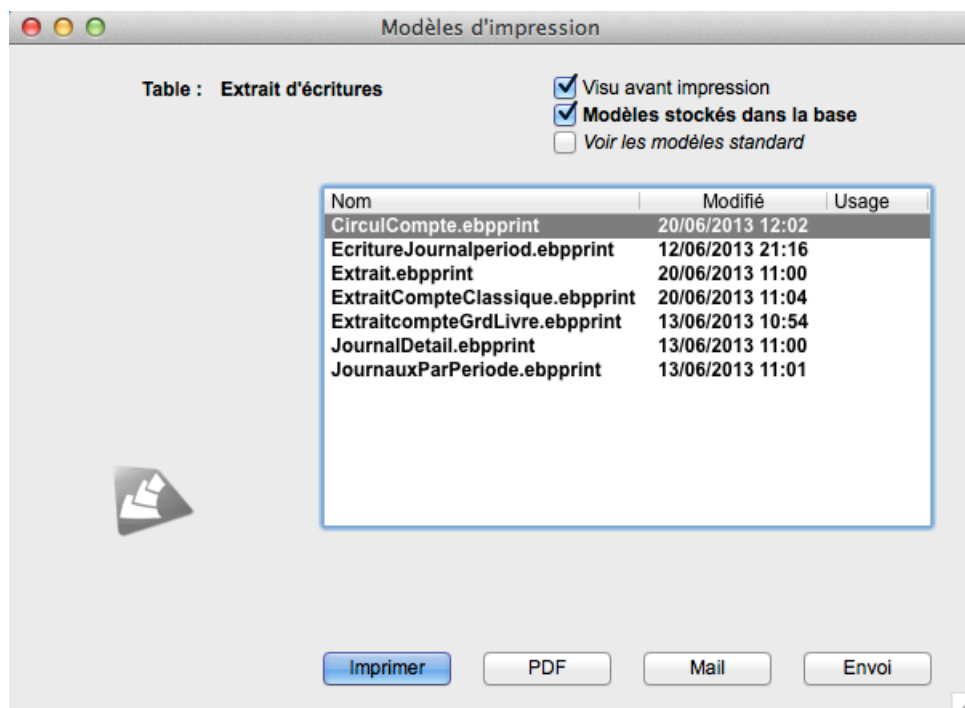 Modèles d'impression
Table : Extrait d'écritures
Visu avant impression
Modèles stockés dans la base
Voir les modèles standard
Nom Modifié Usage
CirculCompte.ebpprint 20/06/2013 12:02
EcritureJournalperiod.ebpprint 12/06/2013 21:16
Extrait.ebpprint 20/06/2013 11:00
ExtraitCompteClassique.ebpprint 20/06/2013 11:04
ExtraitcompteGrdLivre.ebpprint 13/06/2013 10:54
JournalDetail.ebpprint 13/06/2013 11:00
JournauxParPeriode.ebpprint 13/06/2013 11:01
Imprimer PDF Mail Envoi